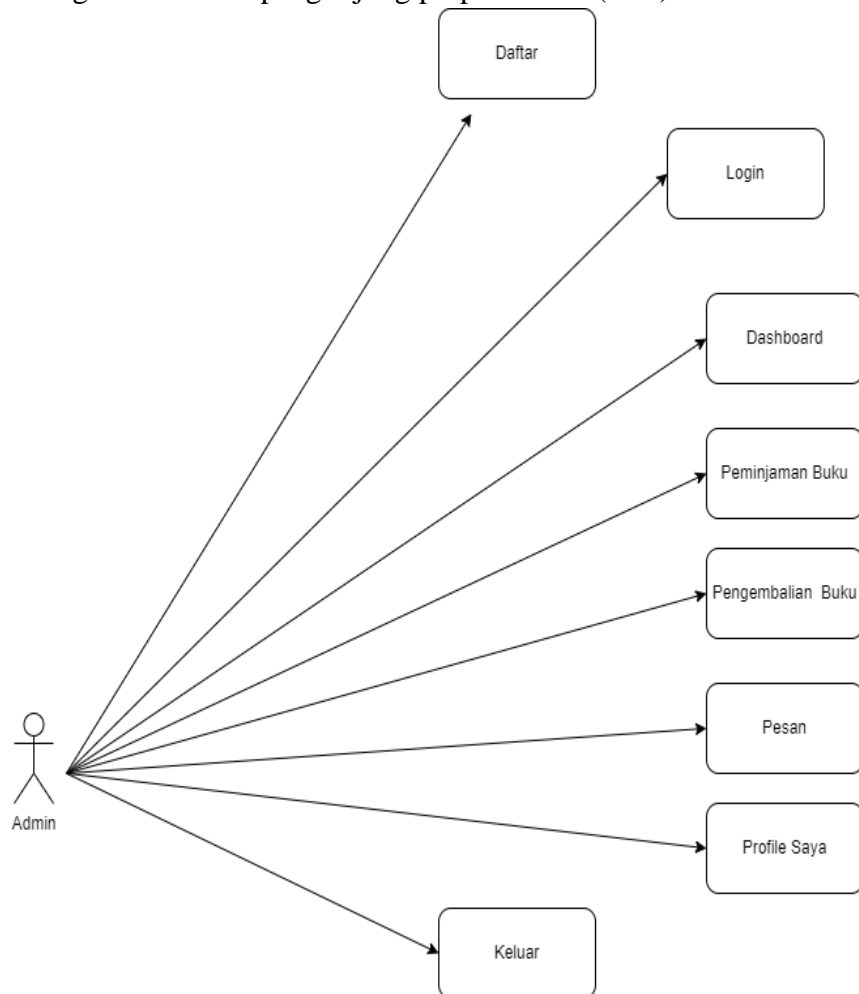 Daftar
Login
Dashboard
Peminjaman Buku
Pengembalian Buku
Pesan
Admin
Profile Saya
Keluar